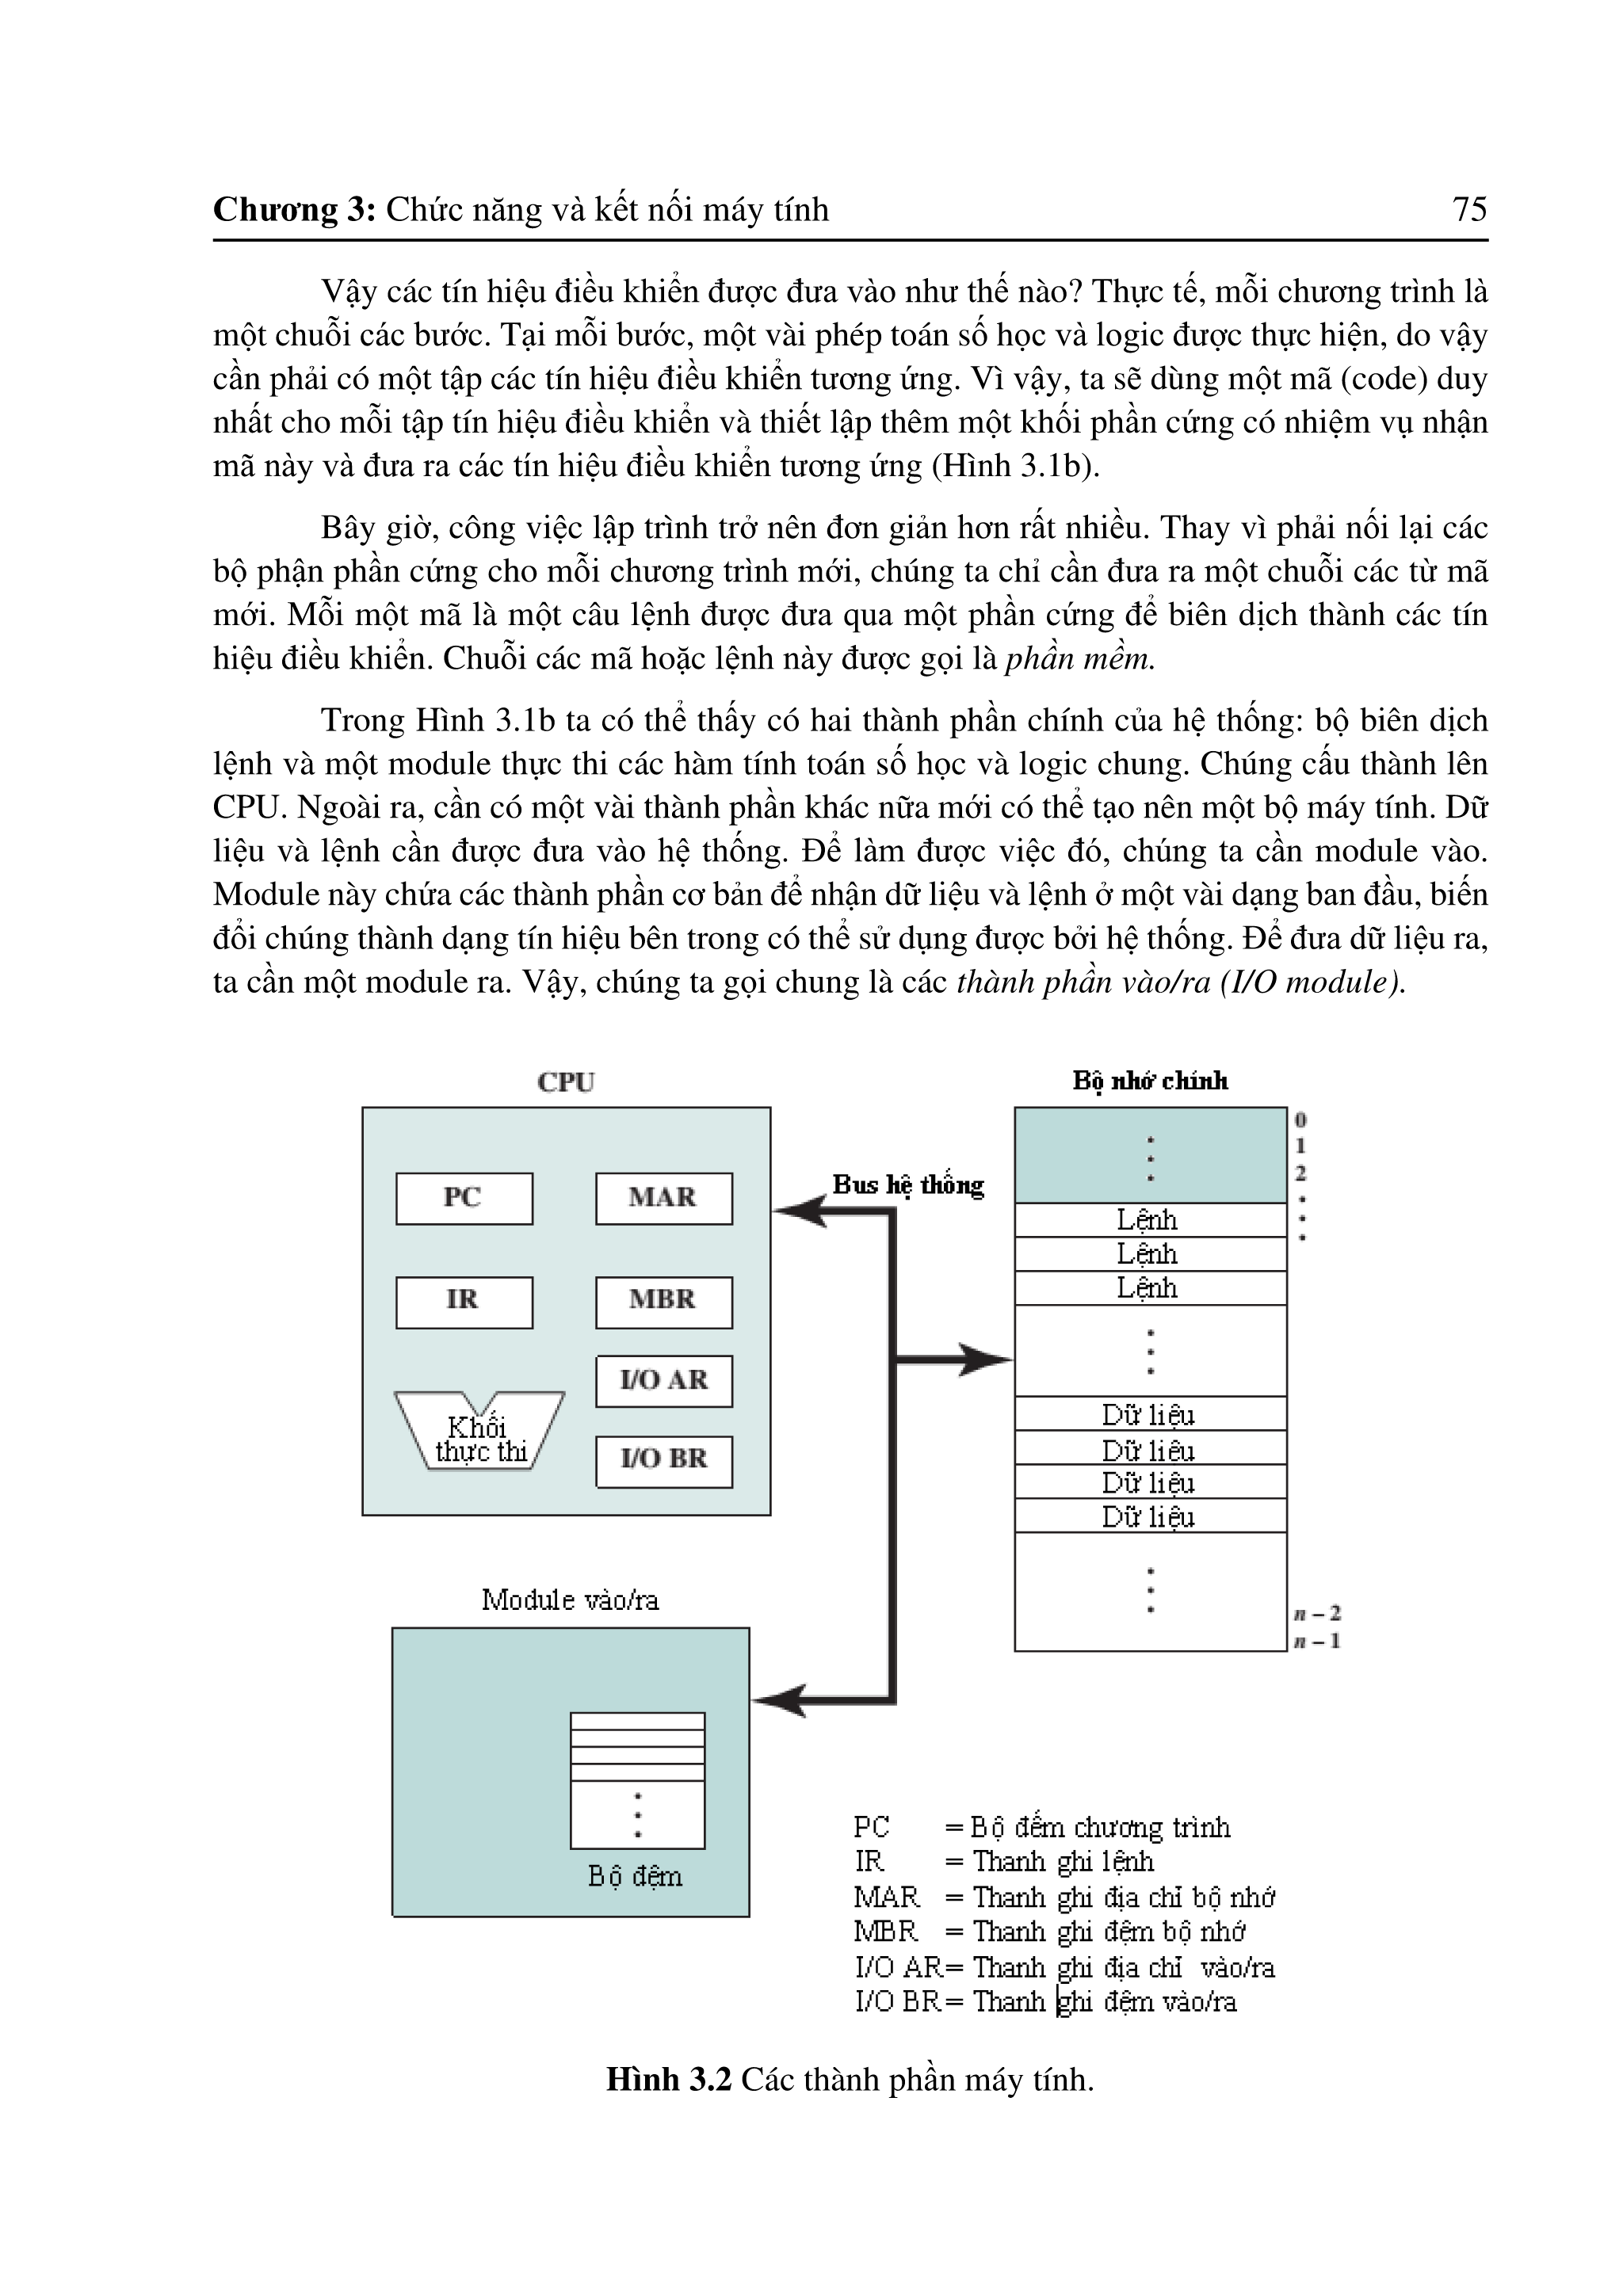 Chương 3: Chức năng và kết nối máy tính 75
Vậy các tín hiệu điều khiển được đưa vào như thế nào? Thực tế, mỗi chương trình là
một chuỗi các bước. Tại mỗi bước, một vài phép toán số học và logic được thực hiện, do vậy
cần phải có một tập các tín hiệu điều khiển tương ứng. Vì vậy, ta sẽ dùng một mã (code) duy
nhất cho mỗi tập tín hiệu điều khiển và thiết lập thêm một khối phần cứng có nhiệm vụ nhận
mã này và đưa ra các tín hiệu điều khiển tương ứng (Hình 3.1b).
Bây giờ, công việc lập trình trở nên đơn giản hơn rất nhiều. Thay vì phải nối lại các
bộ phận phần cứng cho mỗi chương trình mới, chúng ta chỉ cần đưa ra một chuỗi các từ mã
mới. Mỗi một mã là một câu lệnh được đưa qua một phần cứng để biên dịch thành các tín
hiệu điều khiển. Chuỗi các mã hoặc lệnh này được gọi là phần mềm.
Trong Hình 3.1b ta có thể thấy có hai thành phần chính của hệ thống: bộ biên dịch
lệnh và một module thực thi các hàm tính toán số học và logic chung. Chúng cấu thành lên
CPU. Ngoài ra, cần có một vài thành phần khác nữa mới có thể tạo nên một bộ máy tính. Dữ
liệu và lệnh cần được đưa vào hệ thống. Để làm được việc đó, chúng ta cần module vào.
Module này chứa các thành phần cơ bản để nhận dữ liệu và lệnh ở một vài dạng ban đầu, biến
đổi chúng thành dạng tín hiệu bên trong có thể sử dụng được bởi hệ thống. Để đưa dữ liệu ra,
ta cần một module ra. Vậy, chúng ta gọi chung là các thành phần vào/ra (I/O module).
CPU
PC
MAR
IR
MBR
I/O AR
Khối
thực thi
I/O BR
Bus hệ thống
Bộ nhớ chính
0
1
2
Lệnh
Lệnh
Lệnh
Dữ liệu
Dữ liệu
Dữ liệu
Dữ liệu
n – 2
n – 1
Module vào/ra
Bộ đệm
PC = Bộ đếm chương trình
IR = Thanh ghi lệnh
MAR = Thanh ghi địa chỉ bộ nhớ
MBR = Thanh ghi đệm bộ nhớ
I/O AR= Thanh ghi địa chỉ vào/ra
I/O BR= Thanh ghi đệm vào/ra
Hình 3.2 Các thành phần máy tính.